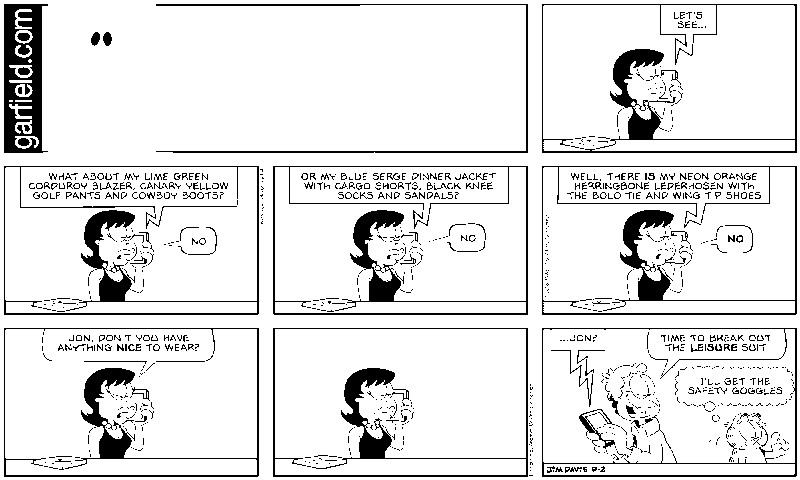 garfield.com
LET'S
SEE...
WHAT ABOUT MY LIME GREEN
CORDUROY BLAZER, CANARY YELLOW
GOLF PANTS AND COWBOY BOOTS?
NO
OR MY BLUE SERGE DINNER JACKET
WITH CARGO SHORTS, BLACK KNEE
SOCKS AND SANDALS?
NO
WELL, THERE IS MY NEON ORANGE
HERRINGBONE LEDERHOSEN WITH
THE BOLO TIE AND WING TIP SHOES
NO
JON, DON'T YOU HAVE
ANYTHING NICE TO WEAR?
...JON?
TIME TO BREAK OUT
THE LEISURE SUIT
I'LL GET THE
SAFETY GOGGLES
JIM DAVIS 9-2